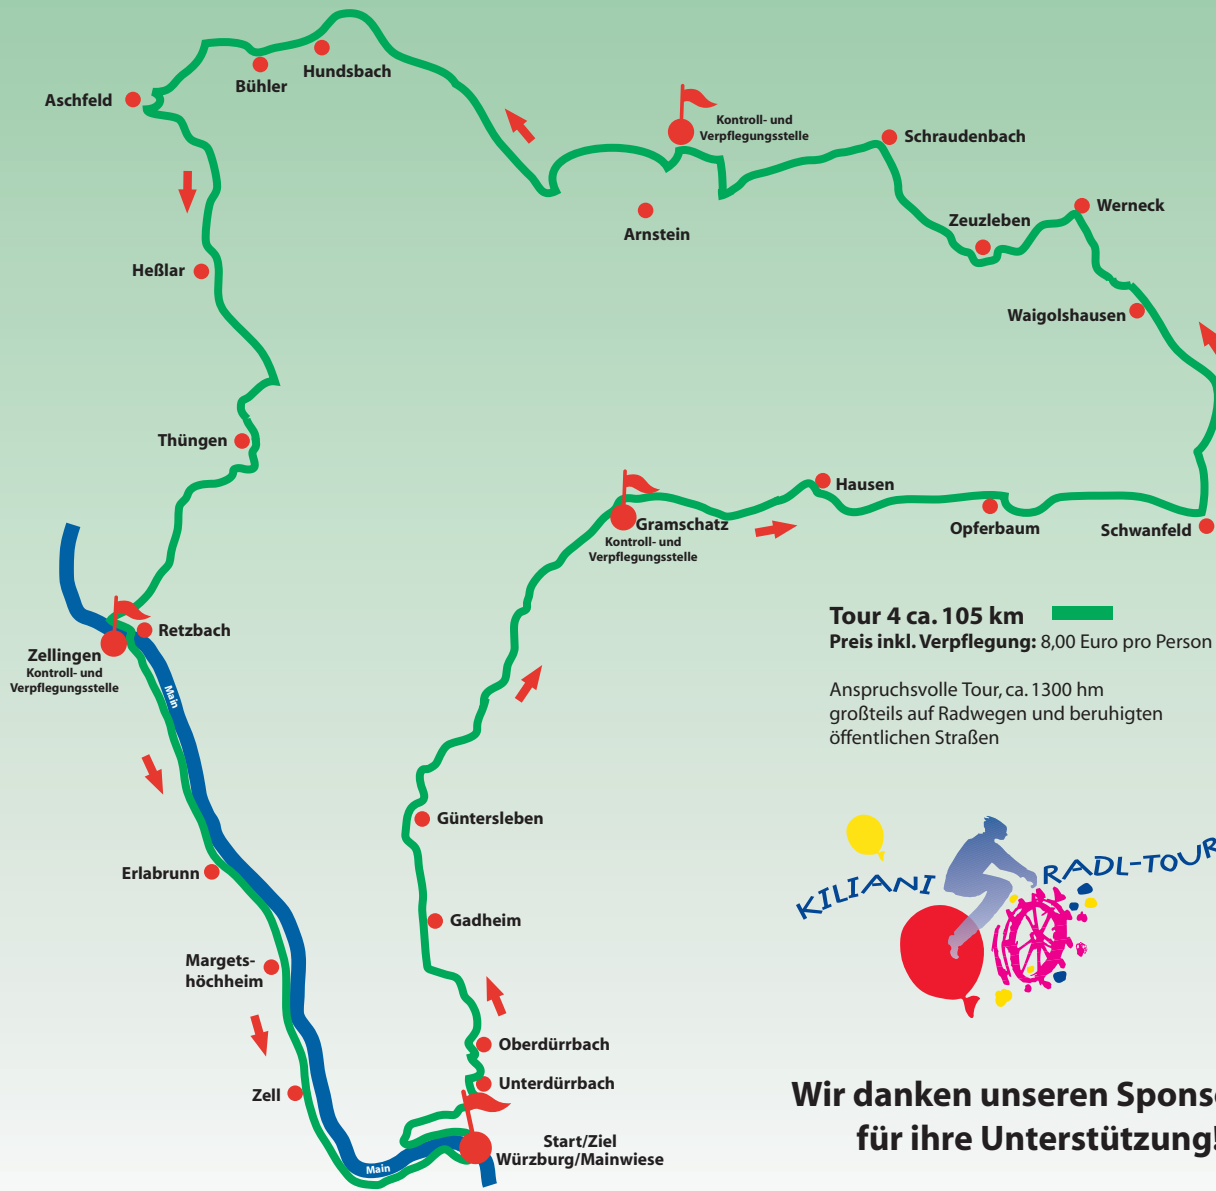 Hundsbach
Bühler
Aschfeld
Kontroll- und
Verpflegungsstelle
Schraudenbach
Arnstein
Zeuzleben
Werneck
Heßlar
Waigolshausen
Thüngen
Hausen
Gramschatz
Kontroll- und
Verpflegungsstelle
Opferbaum
Schwanfeld
Retzbach
Zellingen
Kontroll- und
Verpflegungsstelle
Main
Tour 4 ca. 105 km
Preis inkl. Verpflegung: 8,00 Euro pro Person
Anspruchsvolle Tour, ca. 1300 hm
großteils auf Radwegen und beruhigten
öffentlichen Straßen
Güntersleben
Erlabrunn
KILIANI RADL-TOUR
Gadheim
Margets-
höchheim
Oberdürrbach
Unterdürrbach
Zell
Start/Ziel
Würzburg/Mainwiese
Main
Wir danken unseren
für ihre Unterstützung!